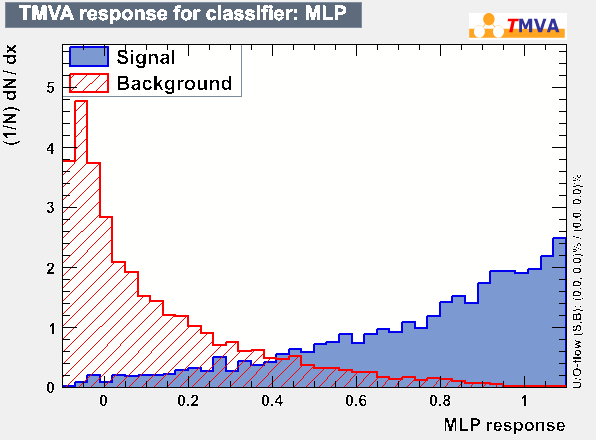 TMVA response for classifier: MLP
TMVA
Signal
Background
(1/N) dN / dx
5
4
3
2
1
0
0 0.2 0.4 0.6 0.8 1
MLP response
U/O-flow (S,B): (0.0, 0.0)% / (0.0, 0.0)%